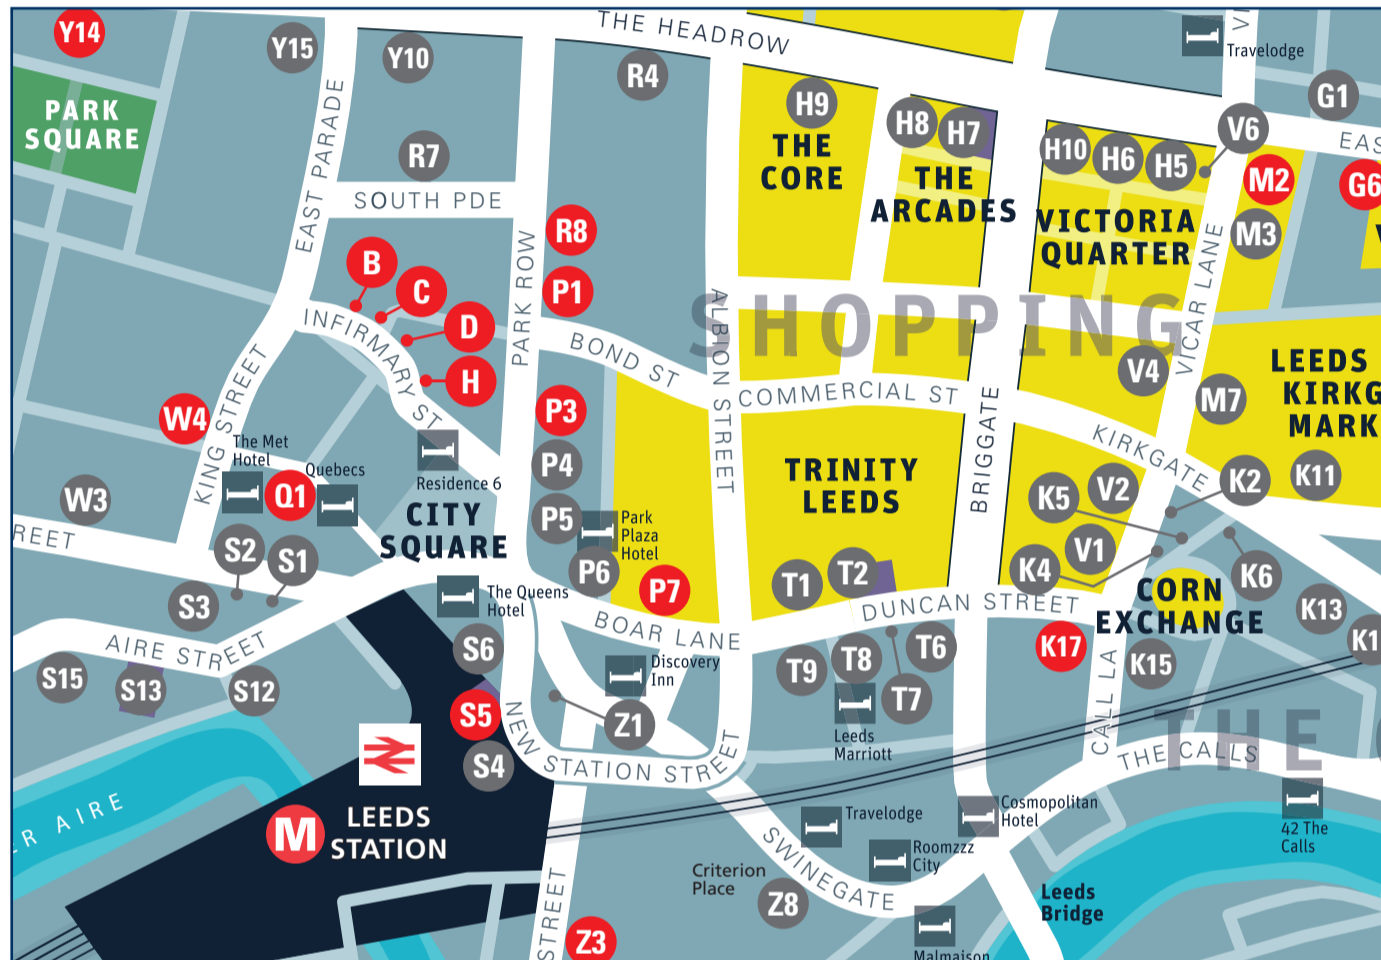 THE HEADROW
Y14
Y15
Y10
R4
Travelodge
VI
G1
PARK
SQUARE
EAST PARADE
R7
SOUTH PDE
H9
THE
CORE
H8
H7
THE
ARCADES
H10
H6
H5
V6
EAS
M2
G6
M3
VICTORIA
QUARTER
V
VICAR LANE
R8
P1
PARK ROW
B
C
D
H
INFIRMARY ST
SHOPPING
BOND ST
ALBION STREET
COMMERCIAL ST
BRIGGATE
V4
M7
LEEDS
KIRKG
MARK
KIRKGATE
KING STREET
W4
The Met
Hotel
Q1
Quebecs
Residence 6
P3
P4
P5
P6
P7
Park
Plaza
Hotel
TRINITY
LEEDS
K5
V2
K2
K11
W3
REET
S2
S1
S3
CITY
SQUARE
The Queens
Hotel
T1
T2
K4
V1
K6
CORN
EXCHANGE
K13
K1
DUNCAN STREET
BOAR LANE
AIRE STREET
S15
S13
S12
S6
S5
S4
Discovery
Inn
Z1
T9
T8
T6
T7
Leeds
Marriott
K17
K15
CALL LA
THE CALLS
THE
NEW STATION STREET
ER AIRE
M
LEEDS
STATION
Travelodge
Cosmopolitan
Hotel
Roomzzz
City
42 The
Calls
SWINEGATE
Criterion
Place
Z8
Leeds
Bridge
Malmaison
STREET
Z3